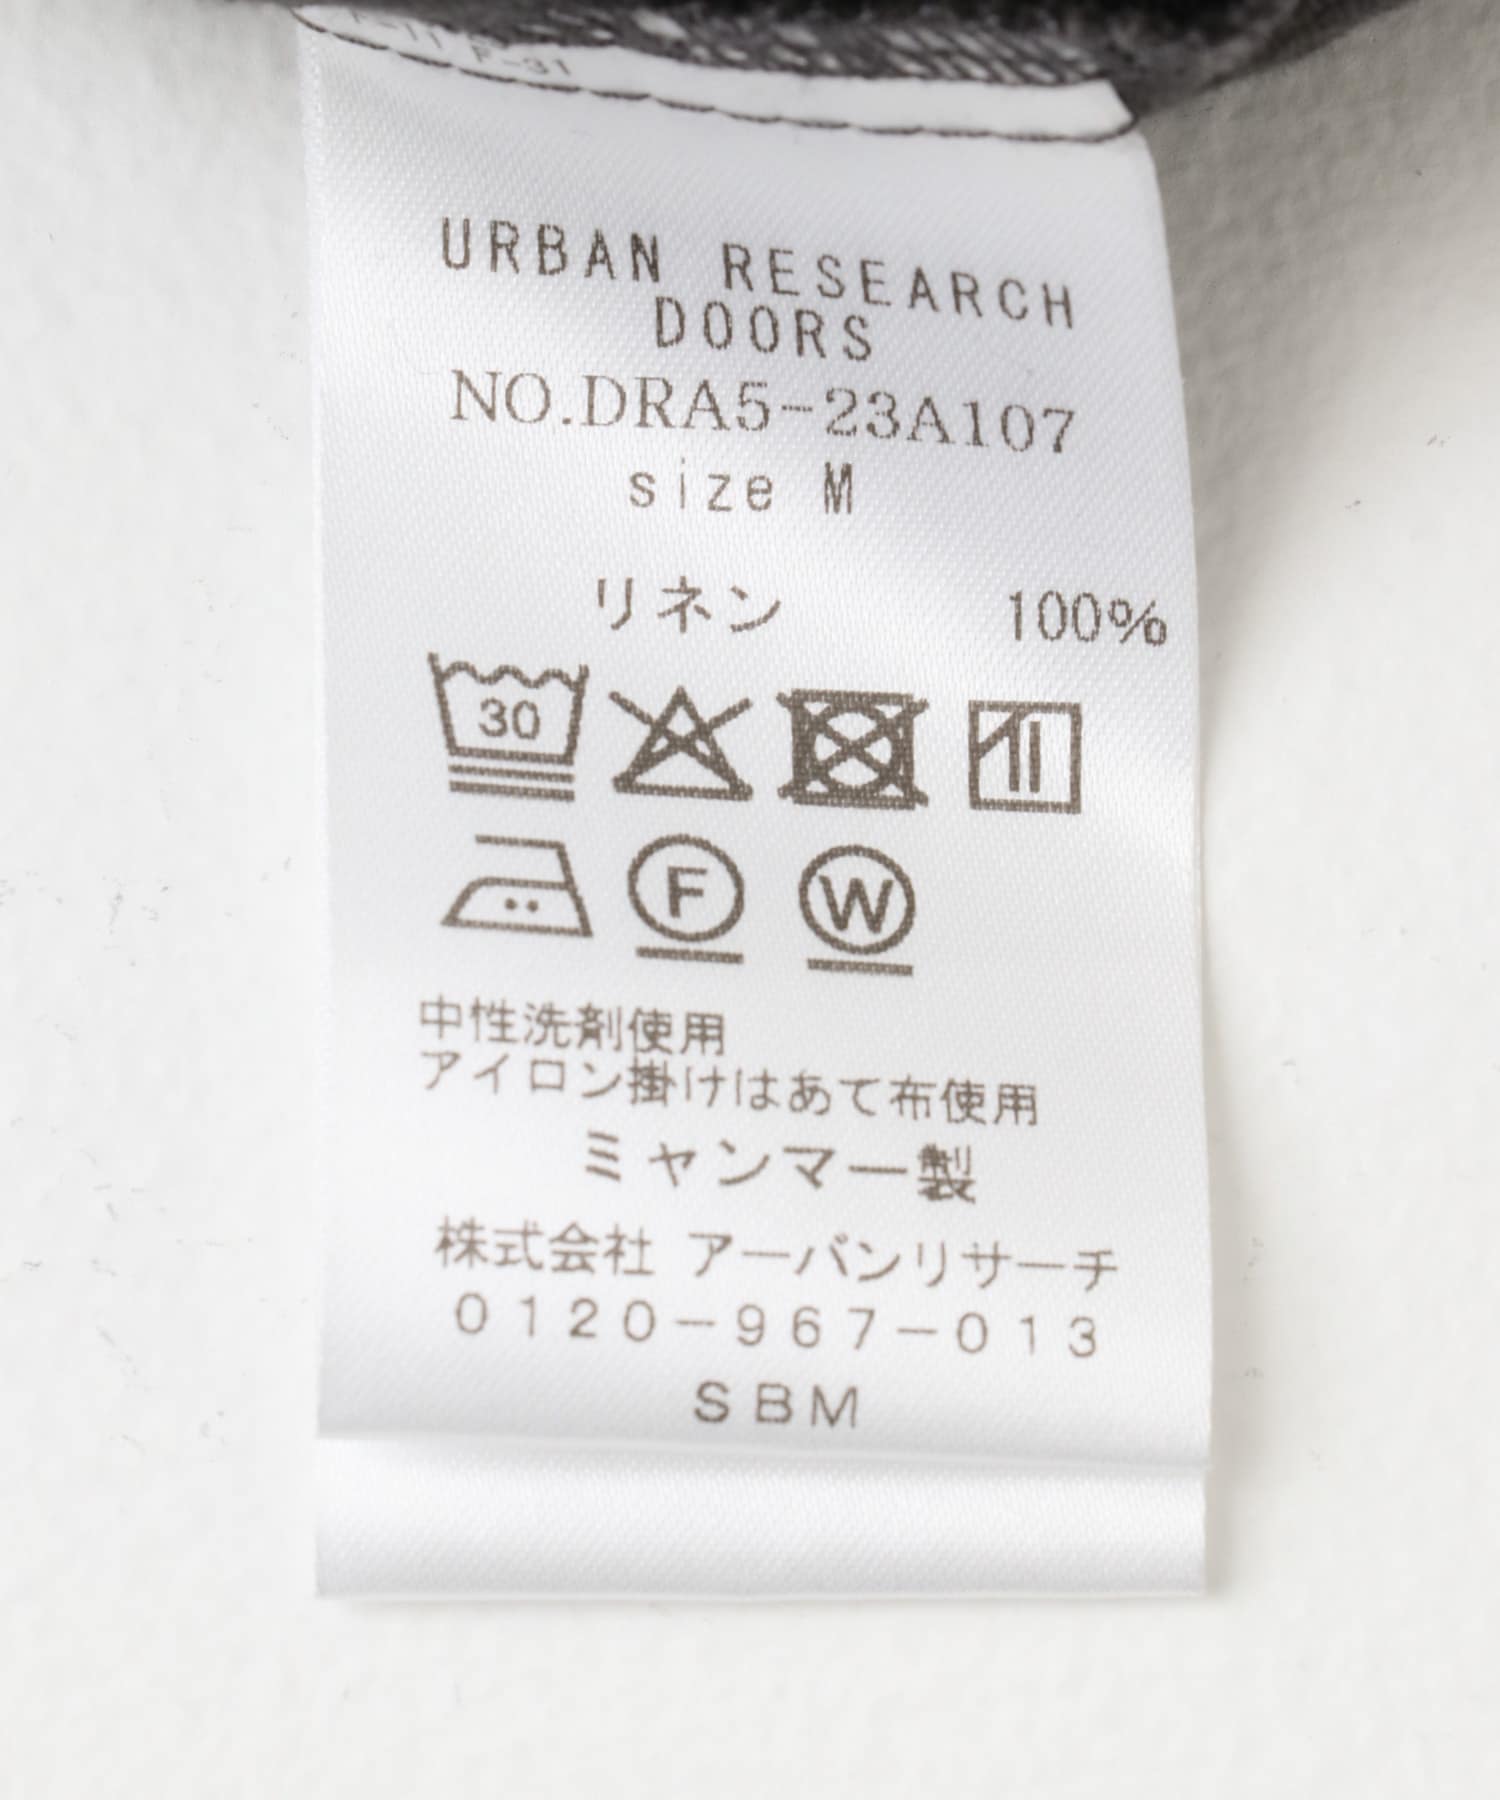 F-31
URBAN RESEARCH
DOORS
NO.DRA5-23A107
size M
リネン 100%
30
F W
中性洗剤使用
アイロン掛けはあて布使用
ミャンマー製
株式会社 アーバンリサーチ
0120-967-013
SBM